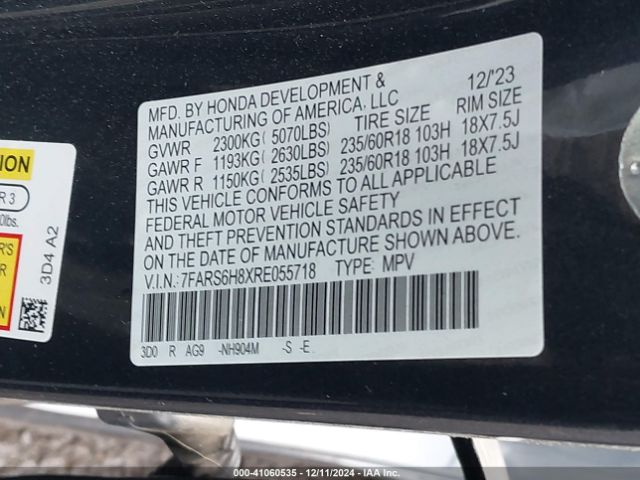 MFD. BY HONDA DEVELOPMENT & 12/'23
MANUFACTURING OF AMERICA, LLC TIRE SIZE RIM SIZE
GVWR 2300KG ( 5070LBS)
GAWR F 1193KG ( 2630LBS) 235/60R18 103H 18X7.5J
GAWR R 1150KG ( 2535LBS) 235/60R18 103H 18X7.5J
THIS VEHICLE CONFORMS TO ALL APPLICABLE
FEDERAL MOTOR VEHICLE SAFETY
AND THEFT PREVENTION STANDARDS IN EFFECT
ON THE DATE OF MANUFACTURE SHOWN ABOVE.
V.I.N.: 7FARS6H8XRE055718 TYPE: MPV
3D0 R AG9 -NH904M -S -E.
3D4 A2
000-41060535 - 12/11/2024 - IAA Inc.